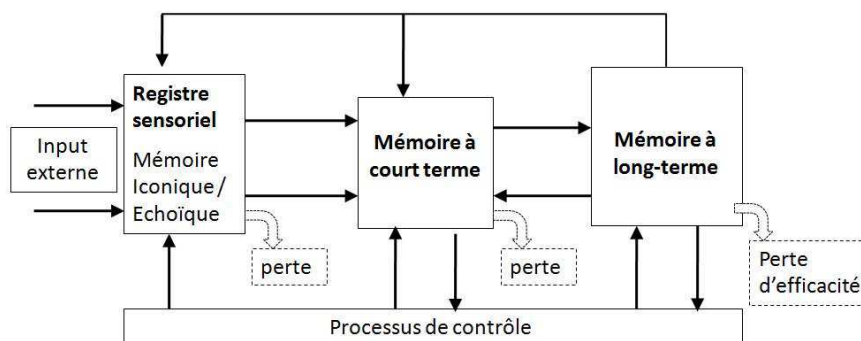 Input
externe
Registre
sensoriel
Mémoire
Iconique/
Echoïque
perte
Mémoire à
court terme
perte
Mémoire à
long-terme
Perte
d'efficacité
Processus de contrôle